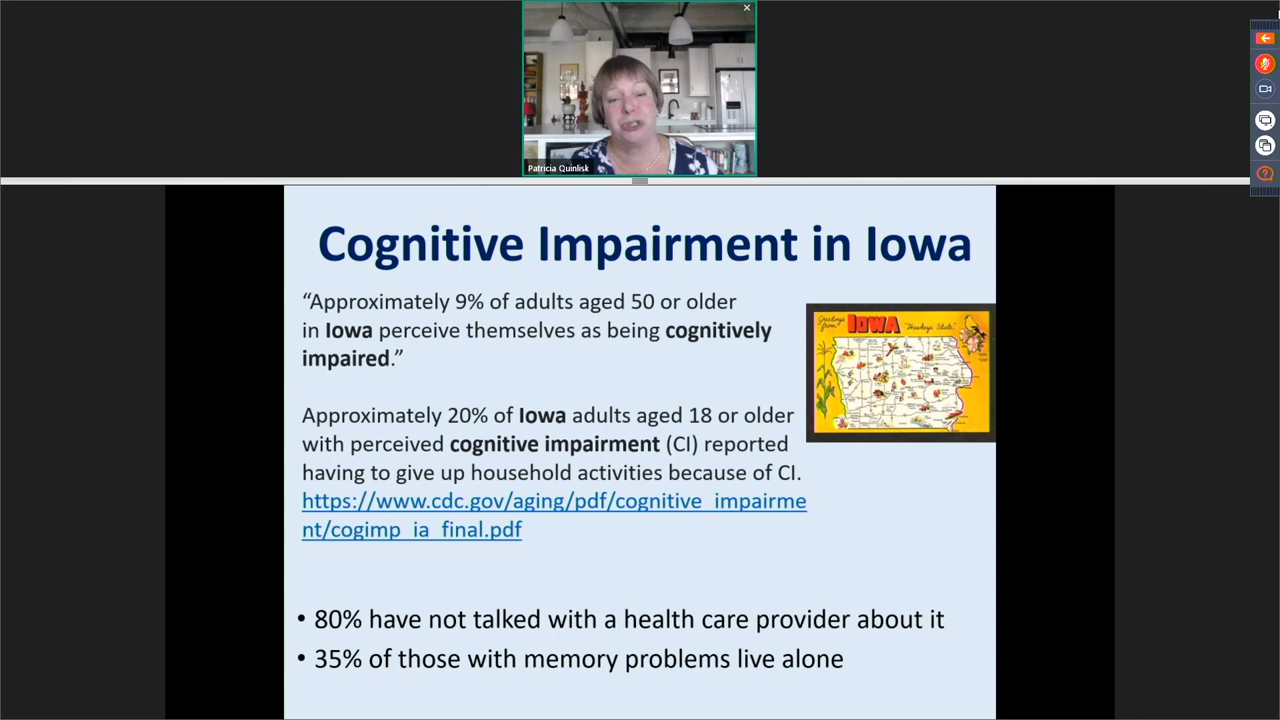 Patricia Quinlisk
Cognitive Impairment in Iowa
“Approximately 9% of adults aged 50 or older
in Iowa perceive themselves as being cognitively
impaired.”
Greetings from IOWA "Hawkeye State"
Approximately 20% of Iowa adults aged 18 or older
with perceived cognitive impairment (CI) reported
having to give up household activities because of CI.
https://www.cdc.gov/aging/pdf/cognitive_impairme
nt/cogimp_ia_final.pdf
• 80% have not talked with a health care provider about it
• 35% of those with memory problems live alone